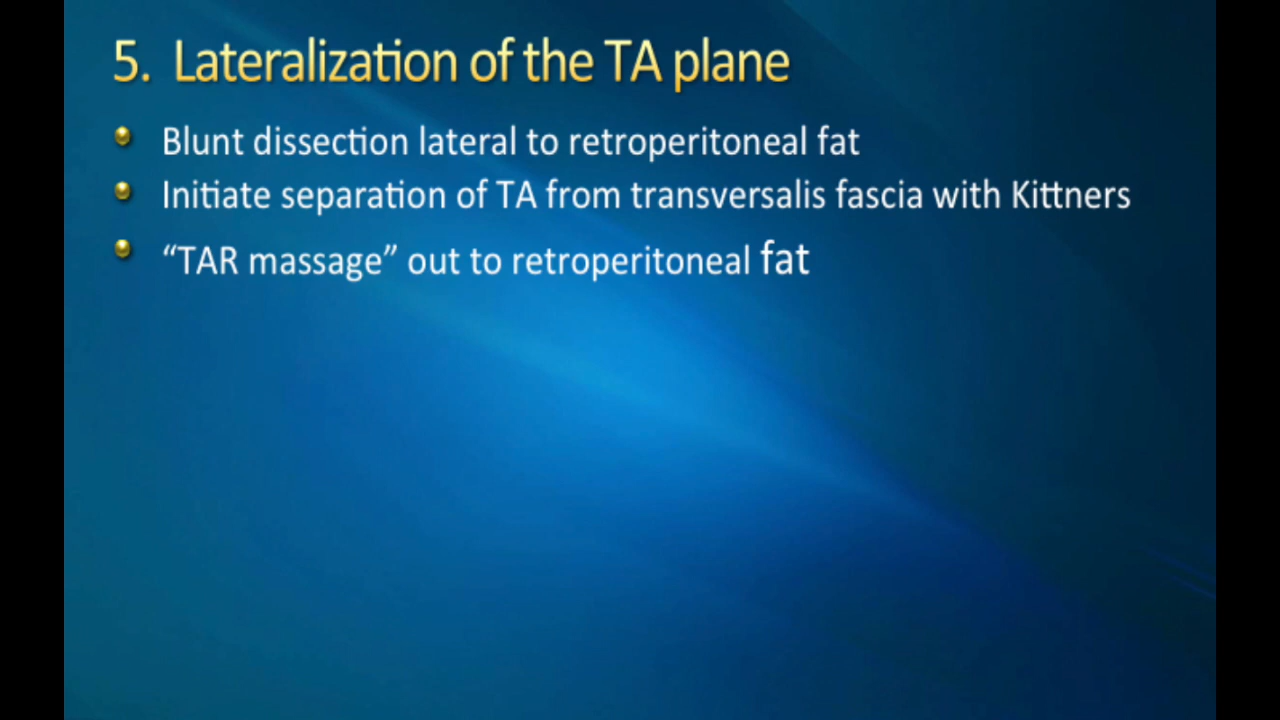 5. Lateralization of the TA plane
Blunt dissection lateral to retroperitoneal fat
Initiate separation of TA from transversalis fascia with Kittners
“TAR massage” out to retroperitoneal fat